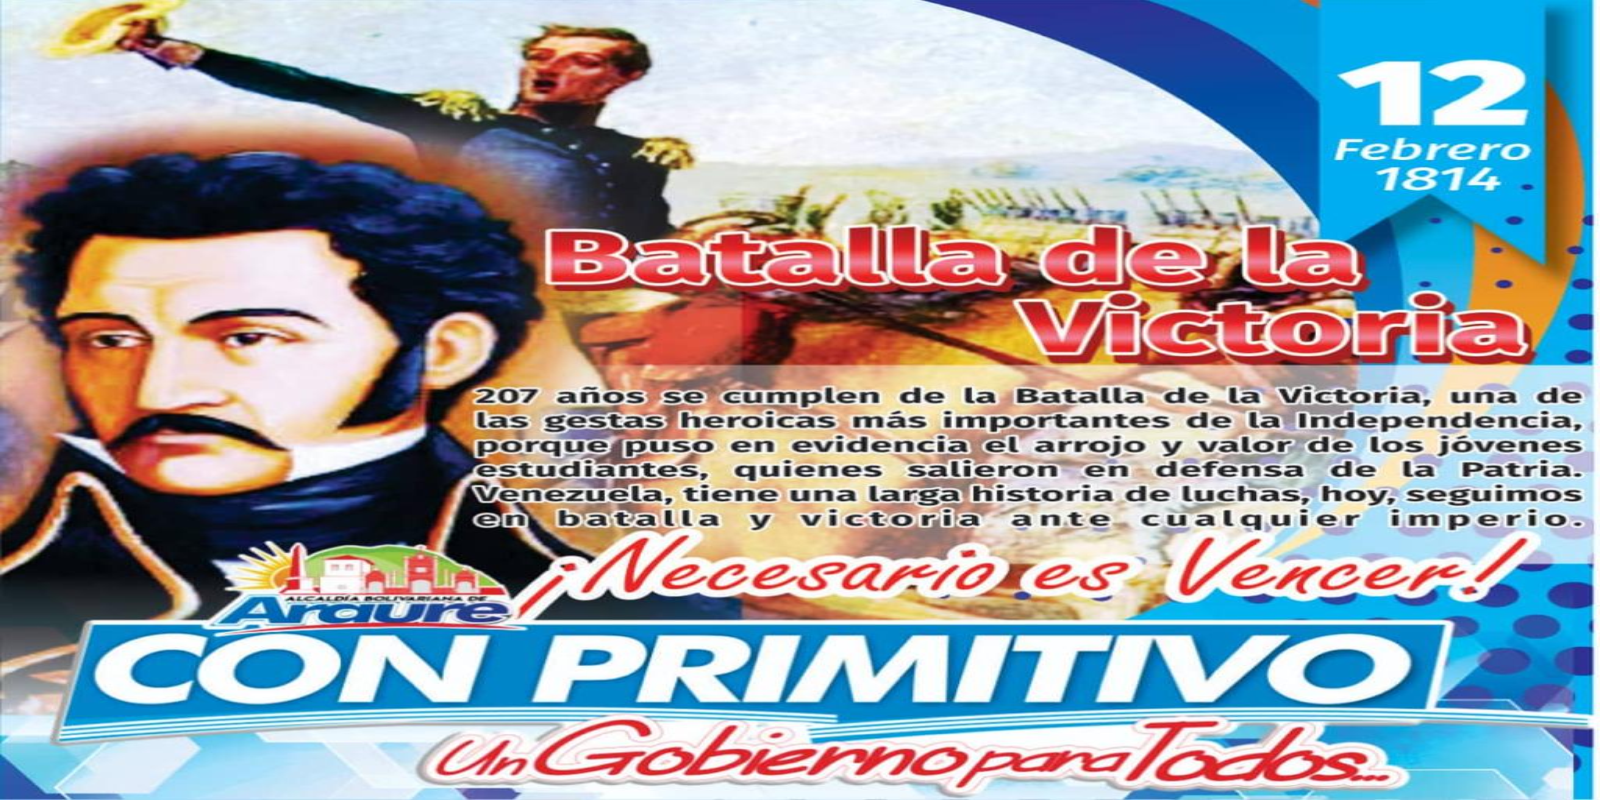 12
Febrero
1814
Batalla de la
Victoria
207 años se cumplen de la Batalla de la Victoria, una de
las gestas heroicas más importantes de la Independencia,
porque puso en evidencia el arrojo y valor de los jóvenes
estudiantes, quienes salieron en defensa de la Patria.
Venezuela, tiene una larga historia de luchas, hoy, seguimos
en batalla y victoria ante cualquier imperio.
¡Necesario es Vencer!
ALCALDÍA BOLIVARIANA DE
Araure
CON PRIMITIVO
Un Gobierno para Todos...